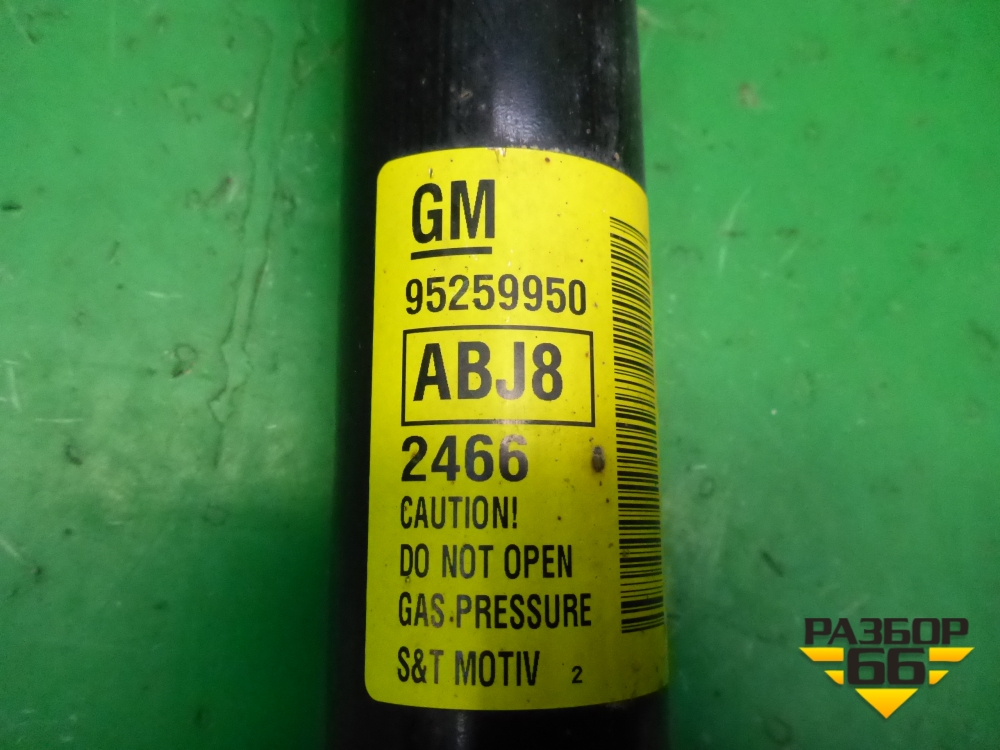 GM
95259950
ABJ8
2466
CAUTION!
DO NOT OPEN
GAS PRESSURE
S&T MOTIV 2
РАЗБОР
66